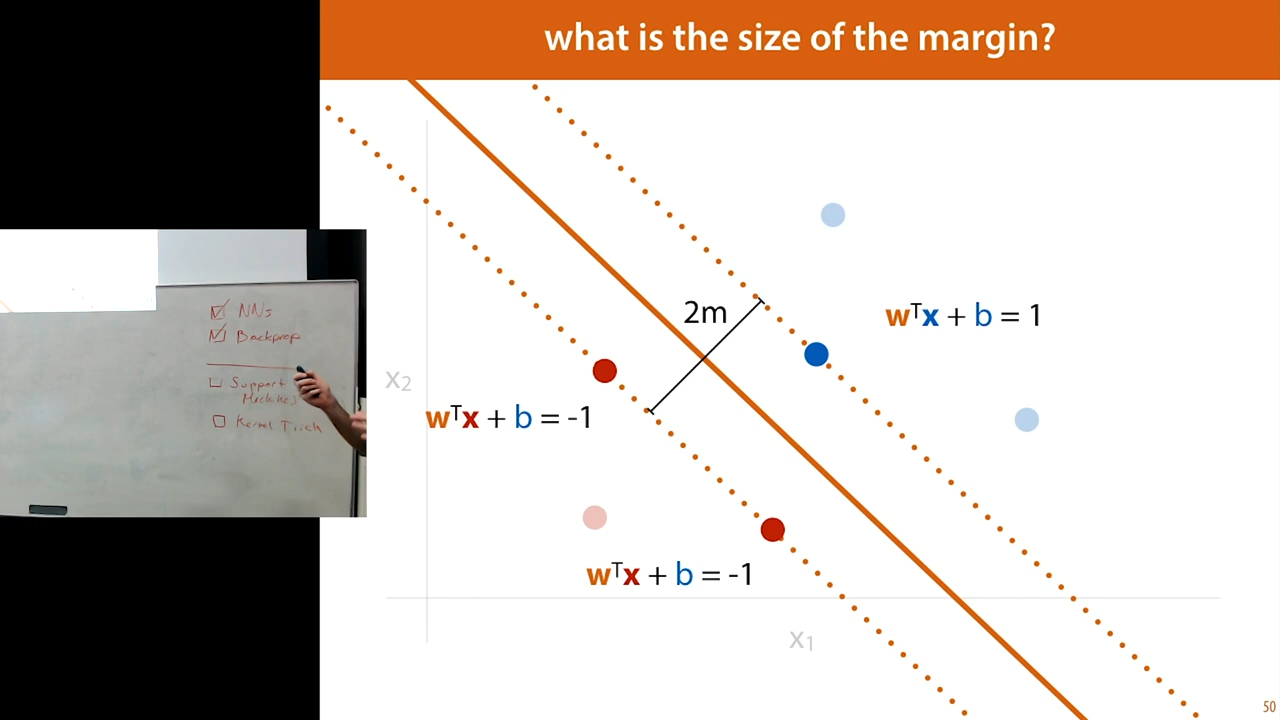 what is the size of the margin?
NNs
Backprop
Support
Machines
Kernel Trick
2m
wᵀx + b = 1
x₂
wᵀx + b = -1
wᵀx + b = -1
x₁
50